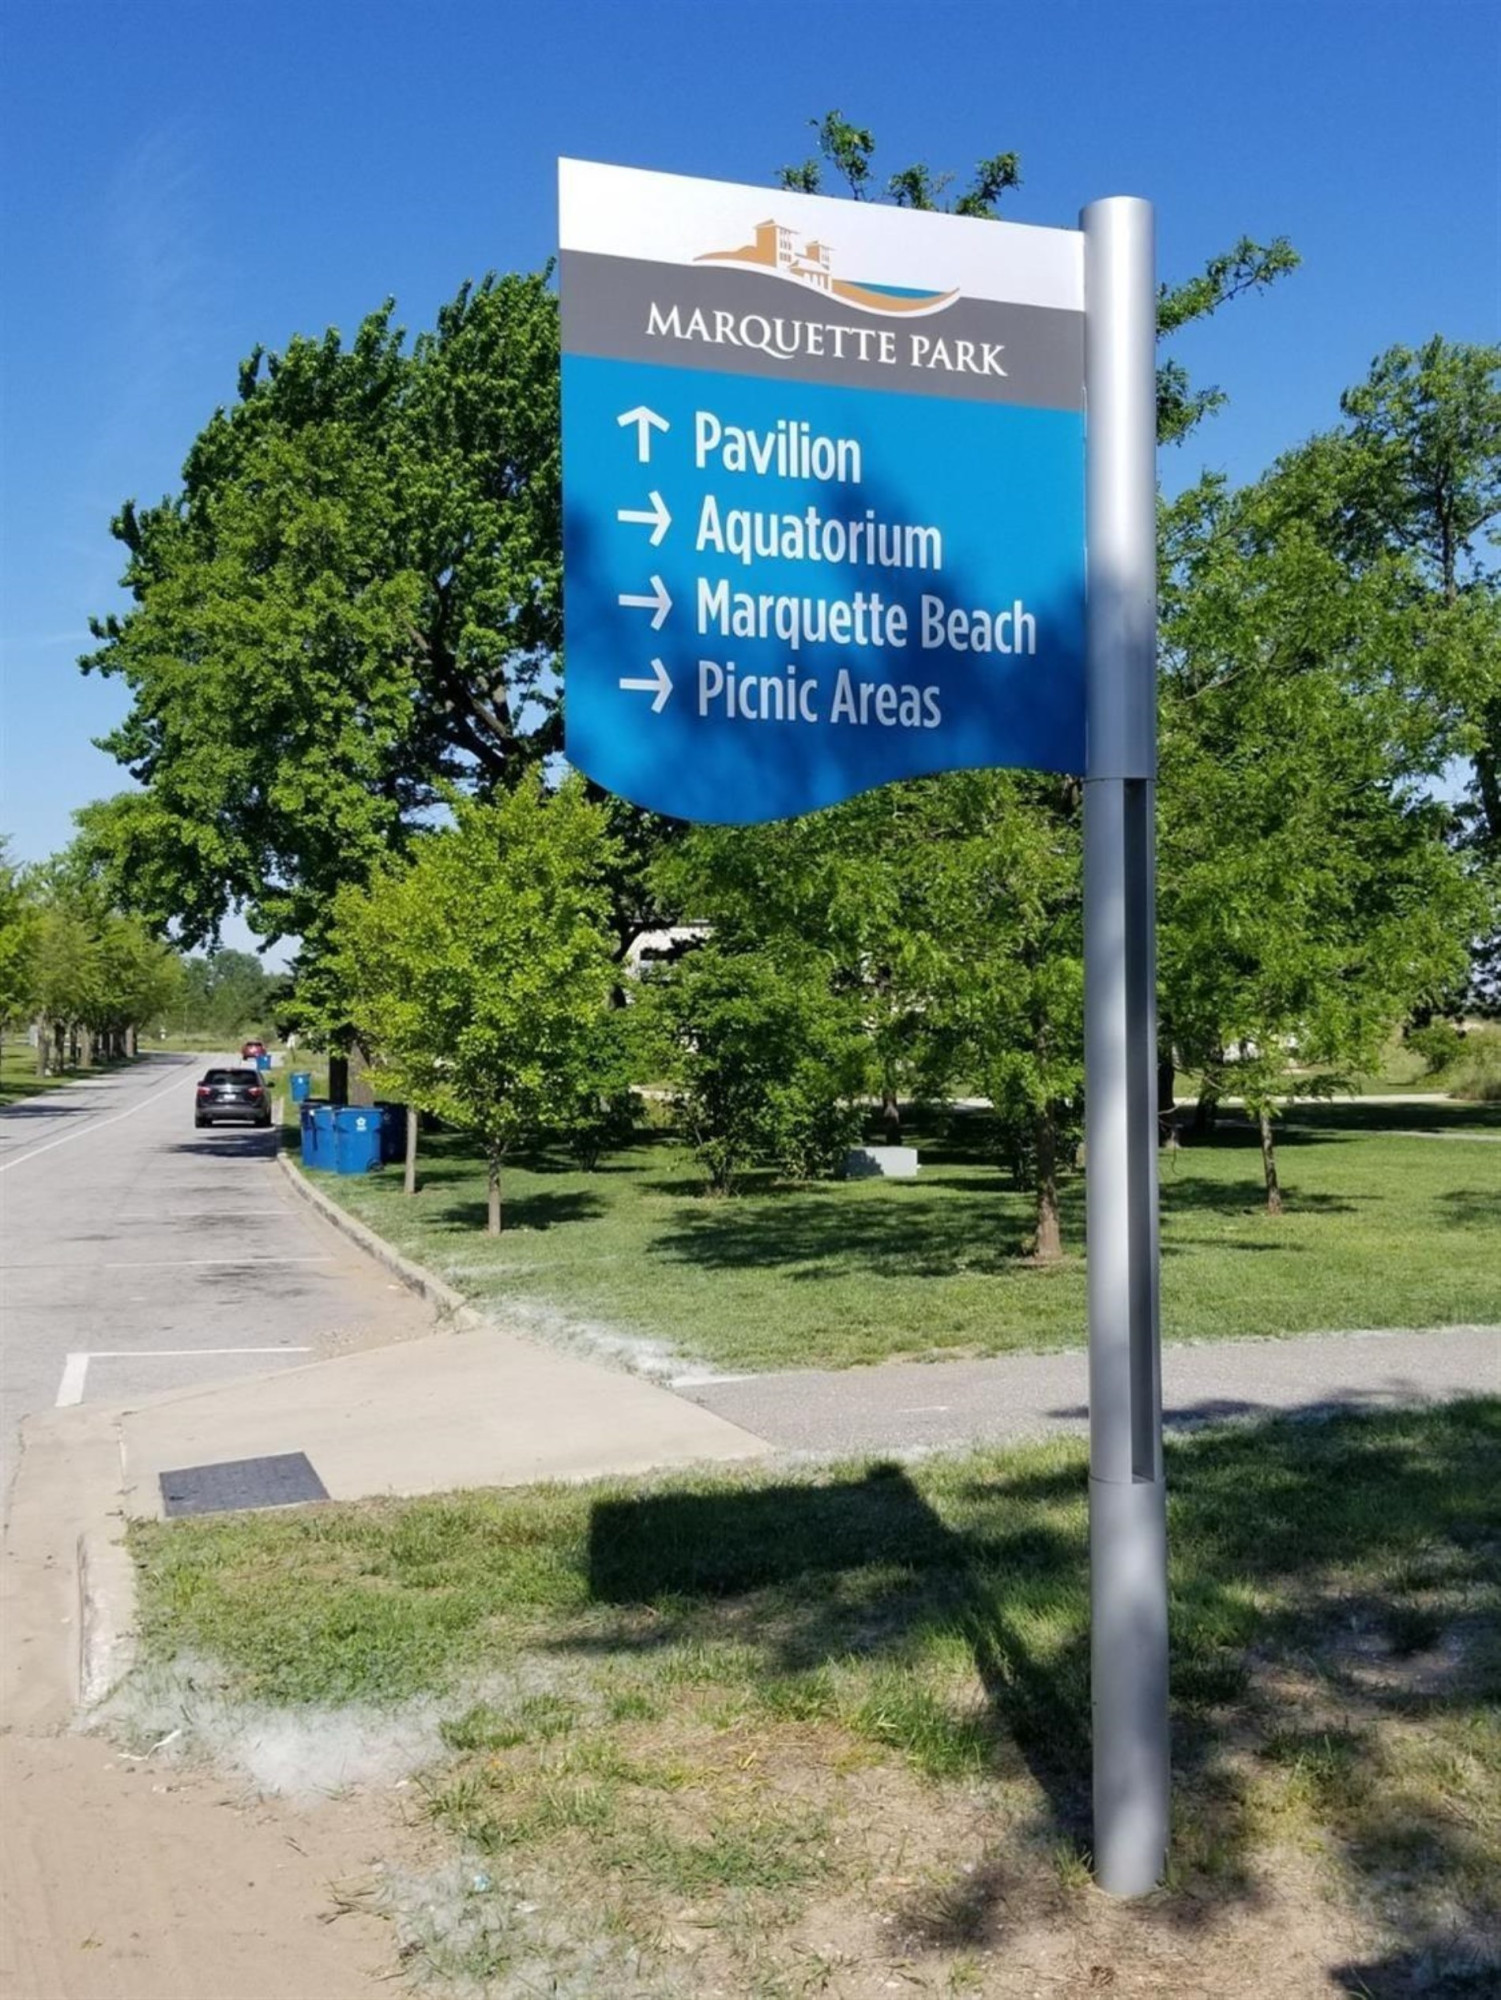 MARQUETTE PARK
↑ Pavilion
→ Aquatorium
→ Marquette Beach
→ Picnic Areas